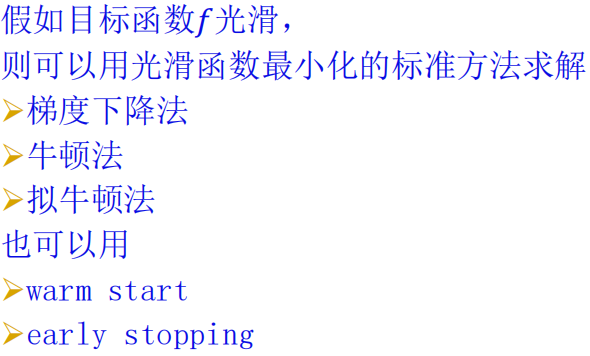 假如目标函数f光滑，
则可以用光滑函数最小化的标准方法求解
➢梯度下降法
➢牛顿法
➢拟牛顿法
也可以用
➢warm start
➢early stopping